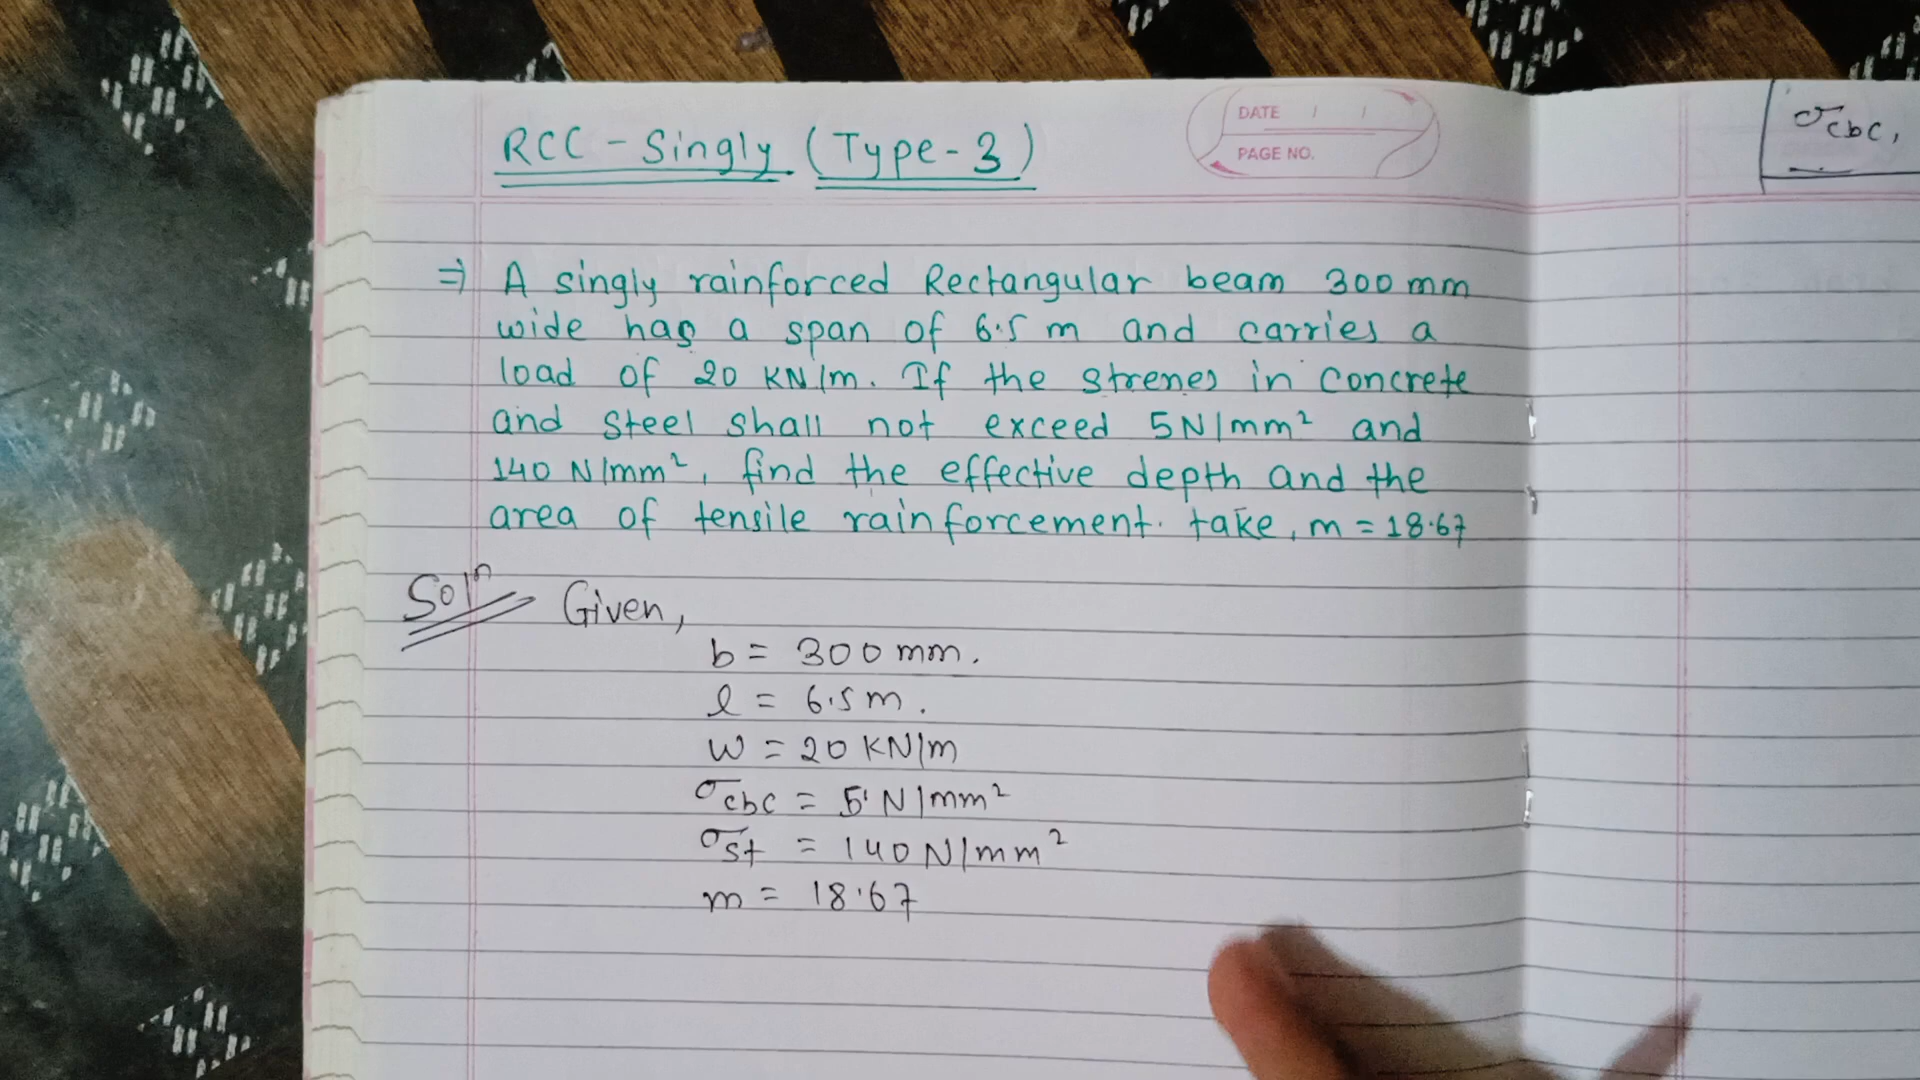 RCC - Singly (Type-3)
DATE / /
PAGE NO.
σcbc,
⇒ A singly rainforced Rectangular beam 300 mm
wide has a span of 6.5 m and carries a
load of 20 KN/m. If the strenes in concrete
and steel shall not exceed 5N/mm² and
140 N/mm², find the effective depth and the
area of tensile rainforcement. take, m = 18.67
Solⁿ Given,
b = 300 mm.
l = 6.5 m.
W = 20 KN/m
σcbc = 5 N/mm²
σst = 140 N/mm²
m = 18.67